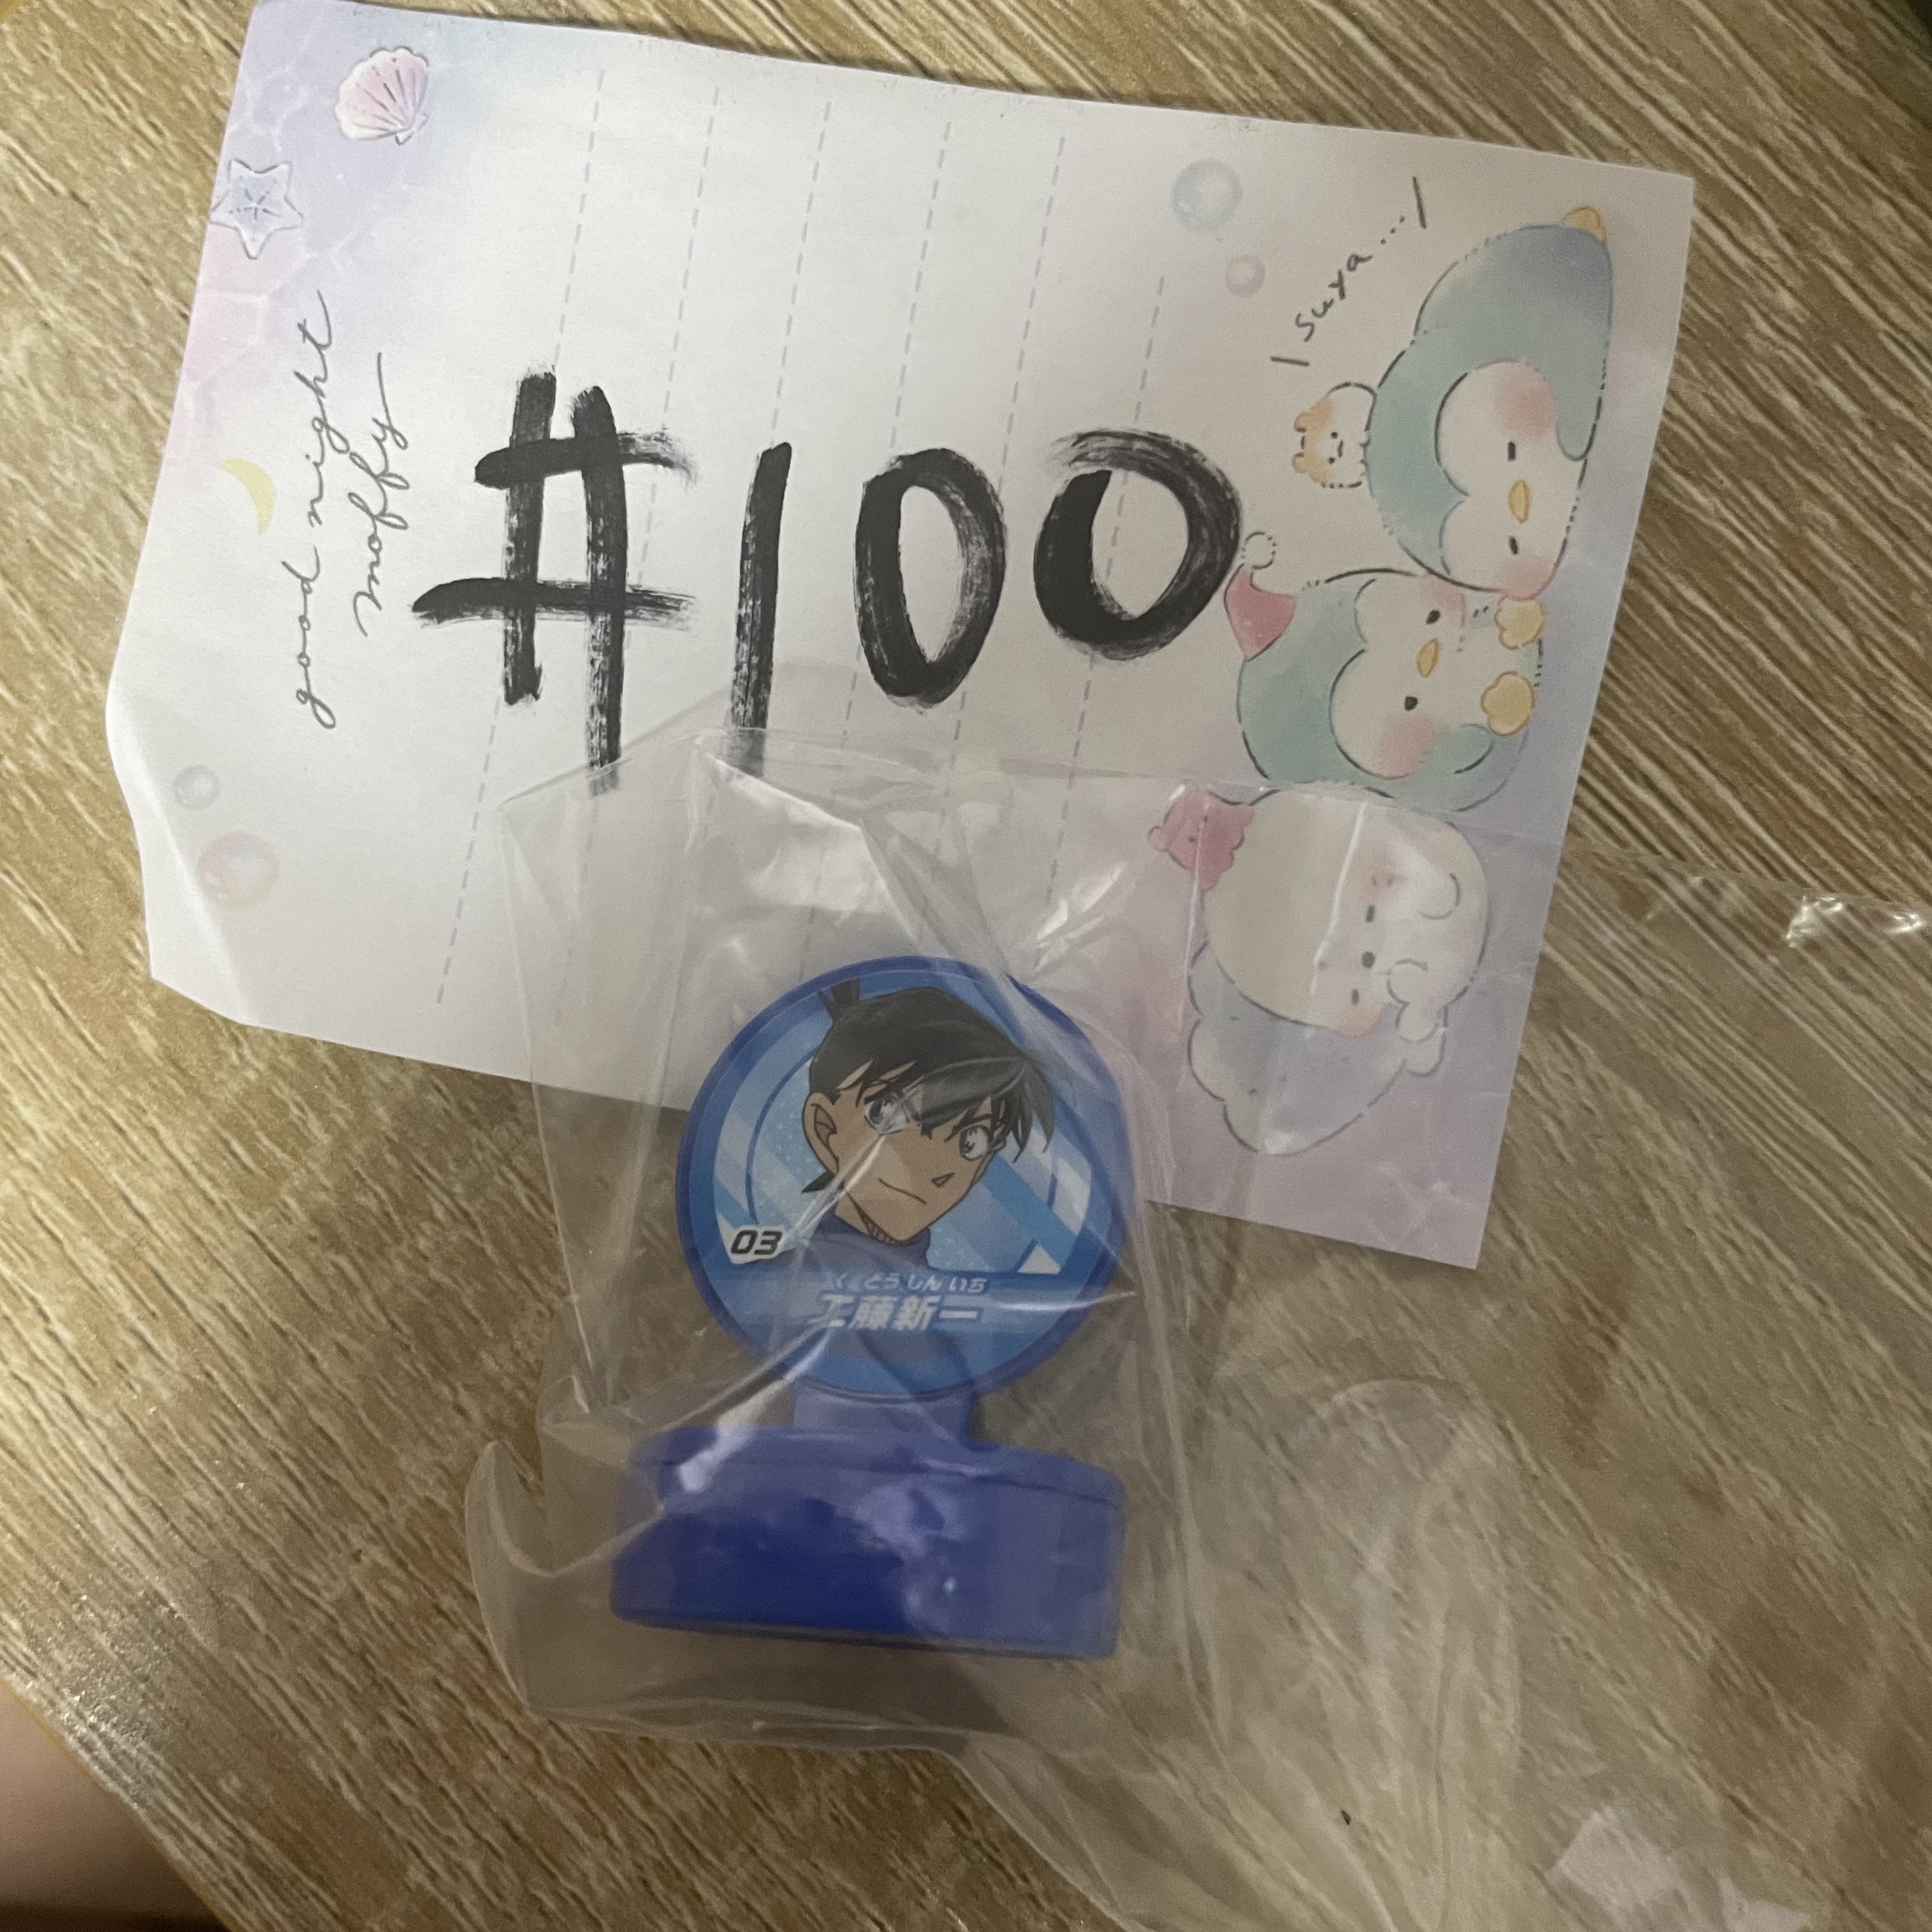 good night
moffy
#100
suya...
03
くどうしんいち
工藤新一